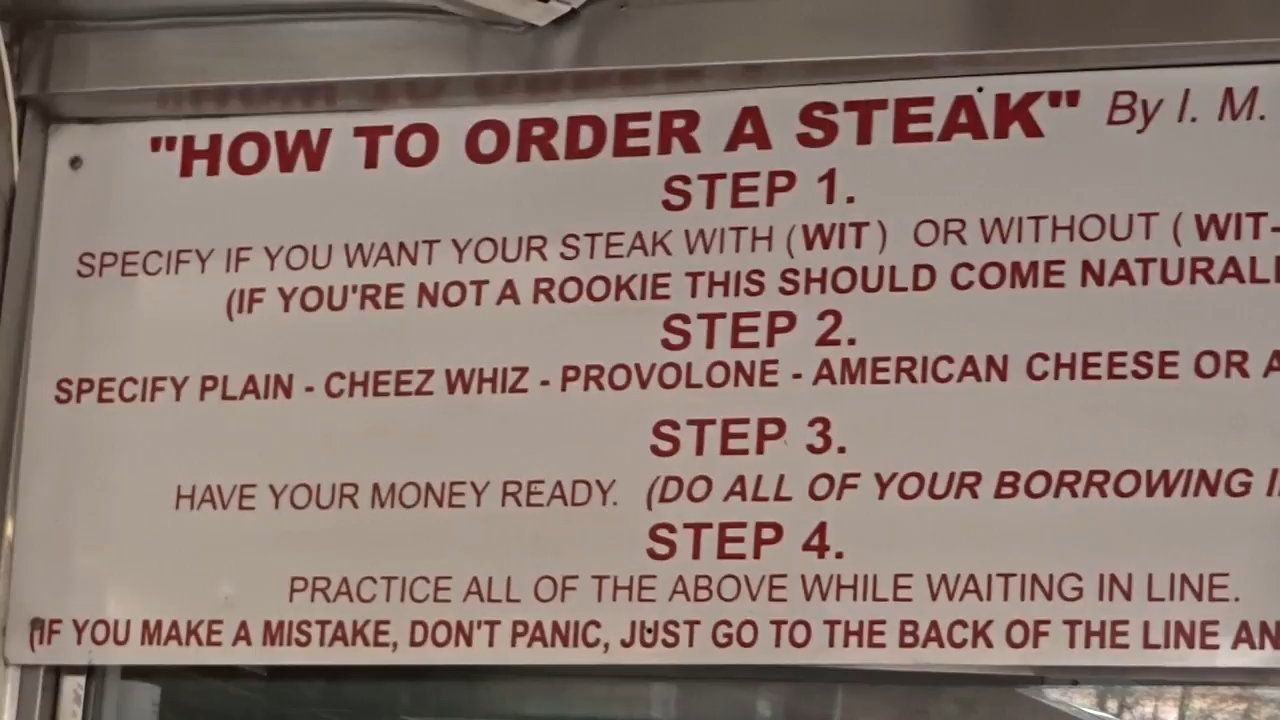 "HOW TO ORDER A STEAK" By I. M.
STEP 1.
SPECIFY IF YOU WANT YOUR STEAK WITH (WIT) OR WITHOUT ( WIT-
(IF YOU'RE NOT A ROOKIE THIS SHOULD COME NATURALL
STEP 2.
SPECIFY PLAIN - CHEEZ WHIZ - PROVOLONE - AMERICAN CHEESE OR A
STEP 3.
HAVE YOUR MONEY READY. (DO ALL OF YOUR BORROWING I
STEP 4.
PRACTICE ALL OF THE ABOVE WHILE WAITING IN LINE.
(IF YOU MAKE A MISTAKE, DON'T PANIC, JUST GO TO THE BACK OF THE LINE AN